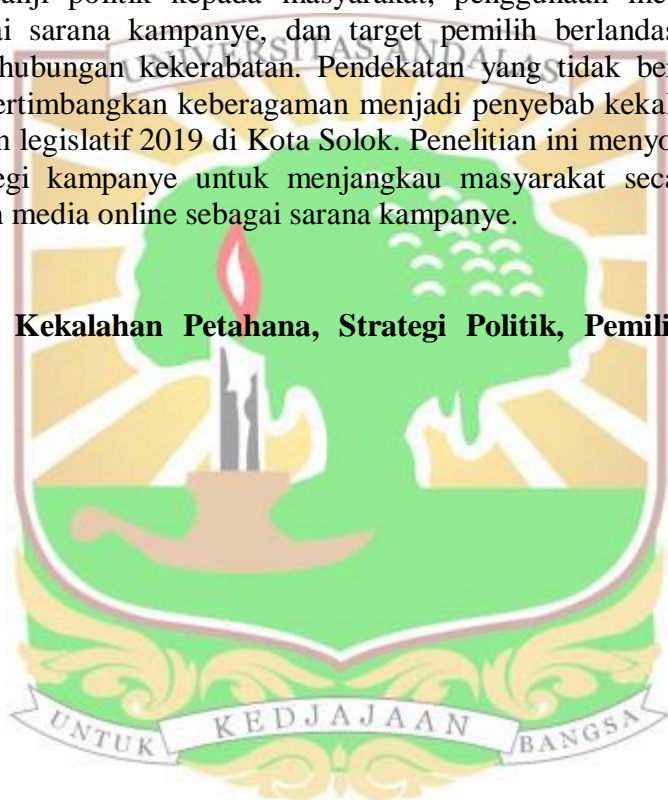 politik kepada masyarakat, penggunaan
sarana kampanye, dan target pemilih
hubungan kekerabatan. Pendekatan yang tidak
keberagaman menjadi penyebab
legislatif 2019 di Kota Solok. Penelitian ini
kampanye untuk menjangkau masyarakat
media online sebagai sarana kampanye.
Kekalahan Petahana, Strategi Politik,
UNIVERSITAS ANDALAS
UNTUK KEDJAJAAN BANGSA